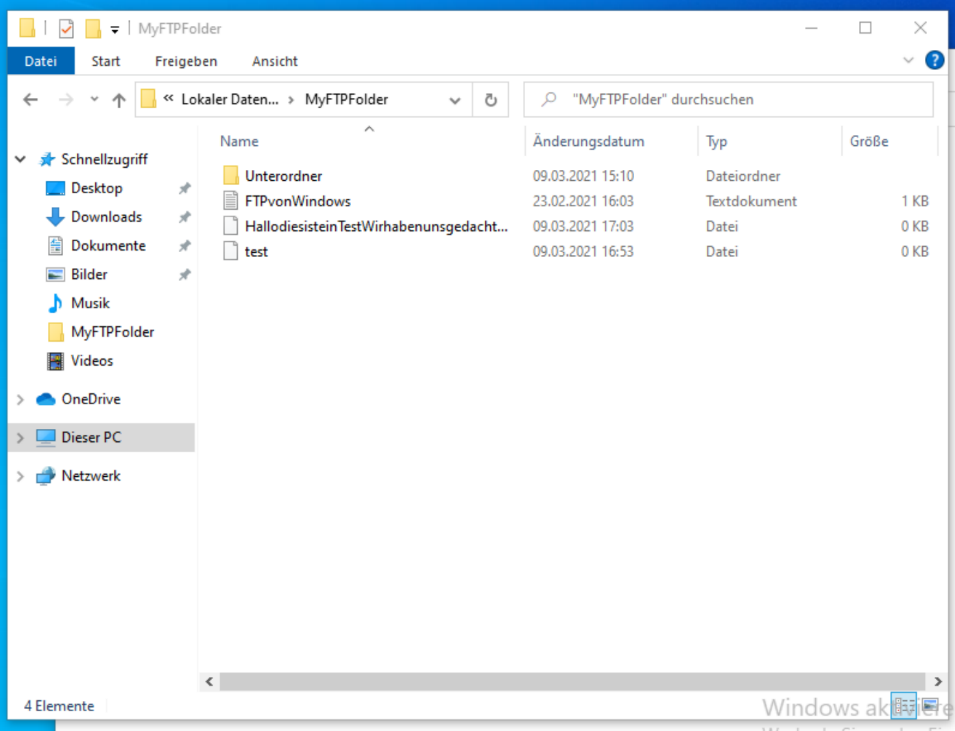 MyFTPFolder
Datei Start Freigeben Ansicht ?
« Lokaler Daten... › MyFTPFolder "MyFTPFolder" durchsuchen
Name Änderungsdatum Typ Größe
Schnellzugriff
Desktop
Downloads
Dokumente
Bilder
Musik
MyFTPFolder
Videos
OneDrive
Dieser PC
Netzwerk
Unterordner 09.03.2021 15:10 Dateiordner
FTPvonWindows 23.02.2021 16:03 Textdokument 1 KB
HallodiesisteinTestWirhabenunsgedacht... 09.03.2021 17:03 Datei 0 KB
test 09.03.2021 16:53 Datei 0 KB
4 Elemente
Windows